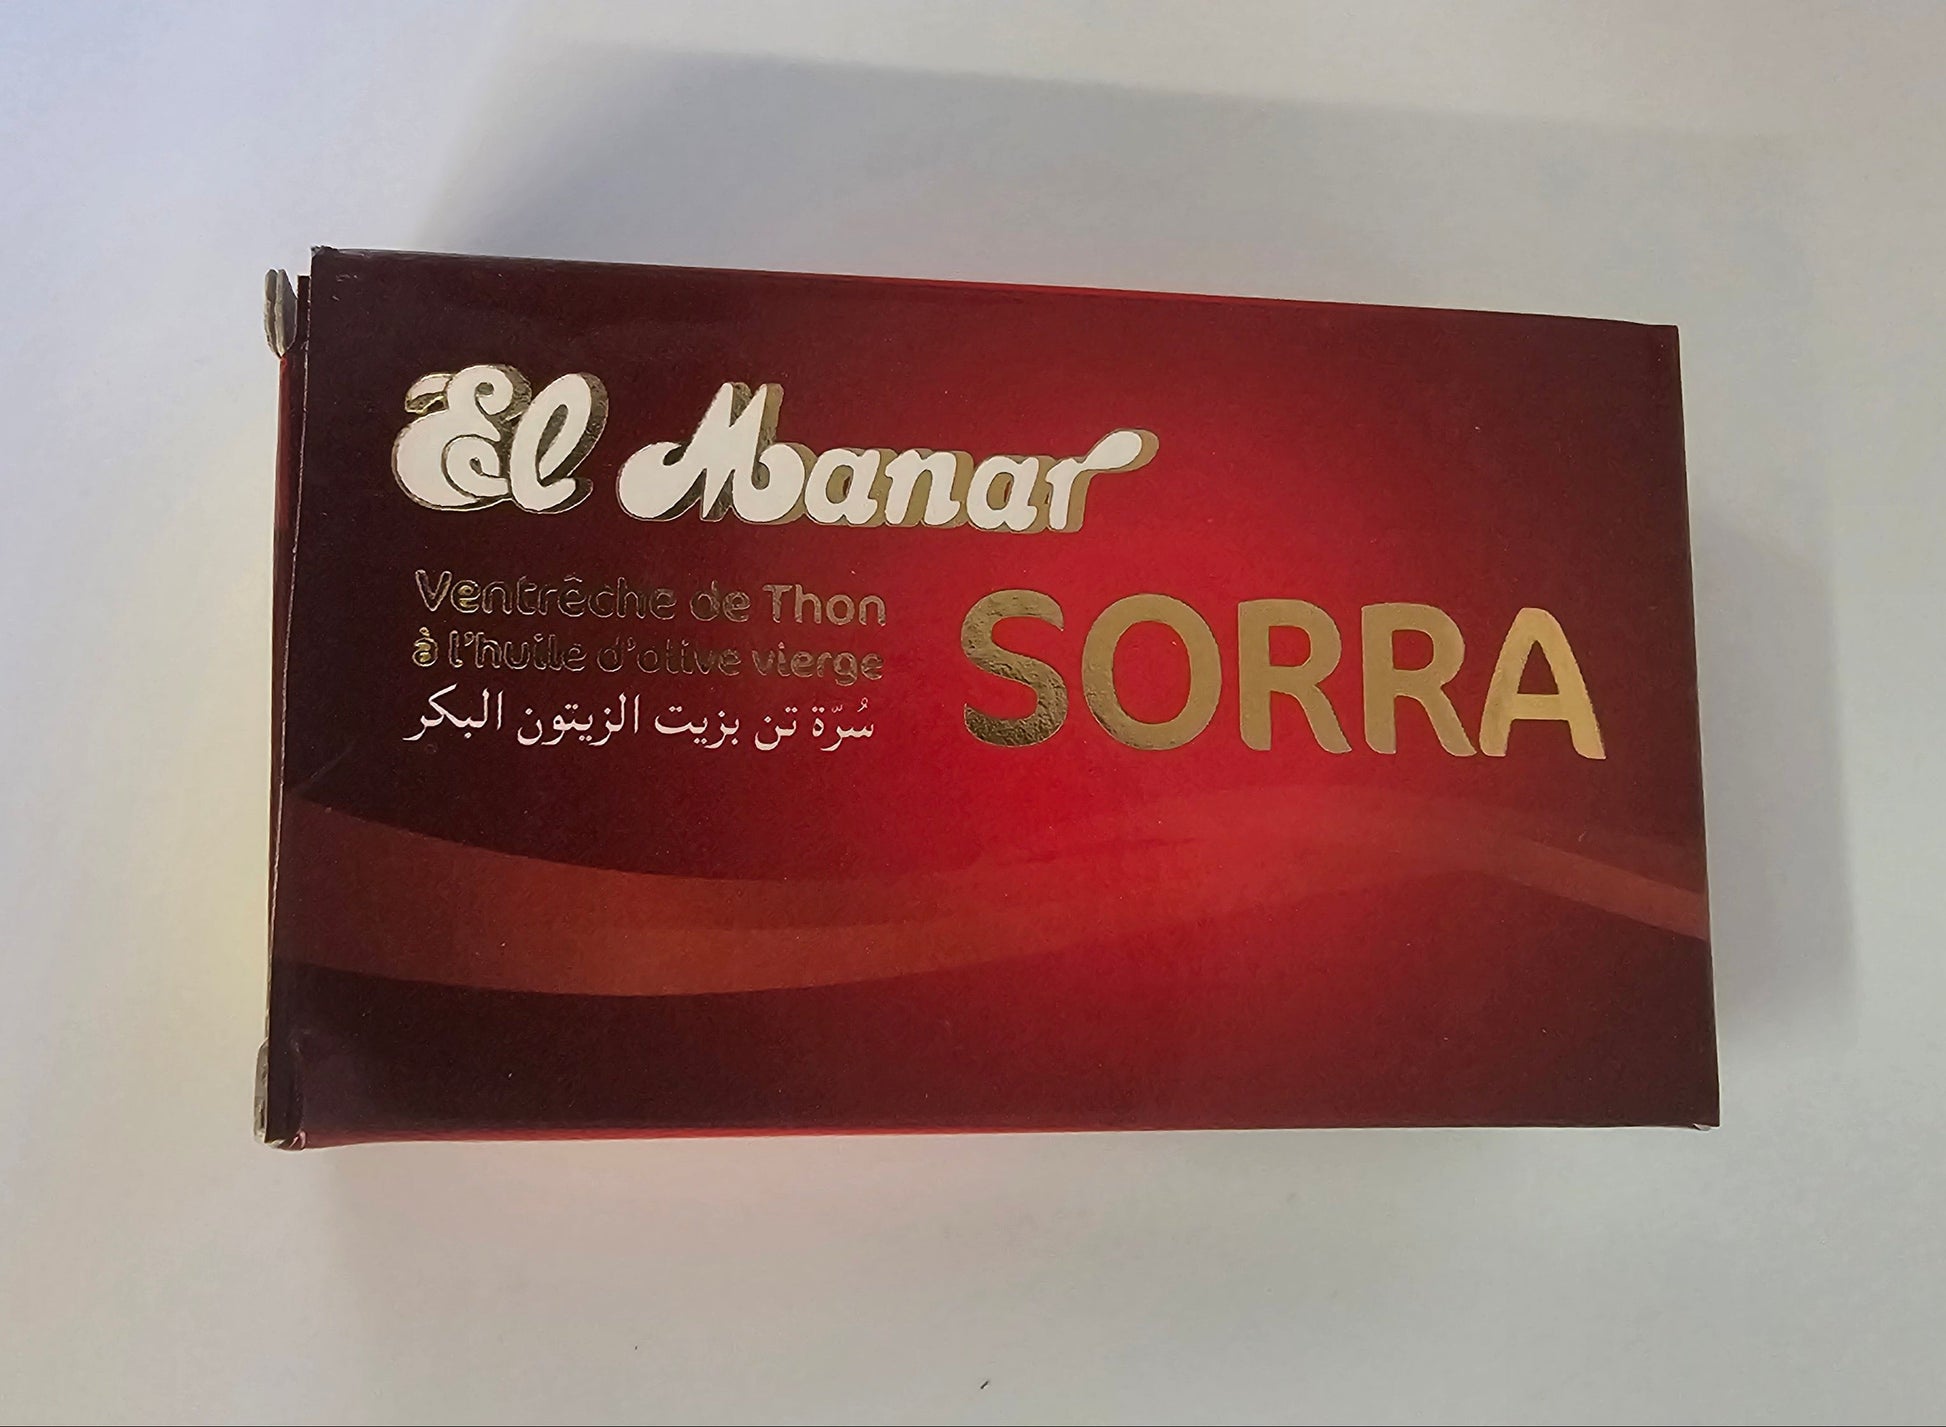 El Manar
Ventrêche de Thon
à l'huile d'olive vierge
سُرّة تن بزيت الزيتون البكر
SORRA